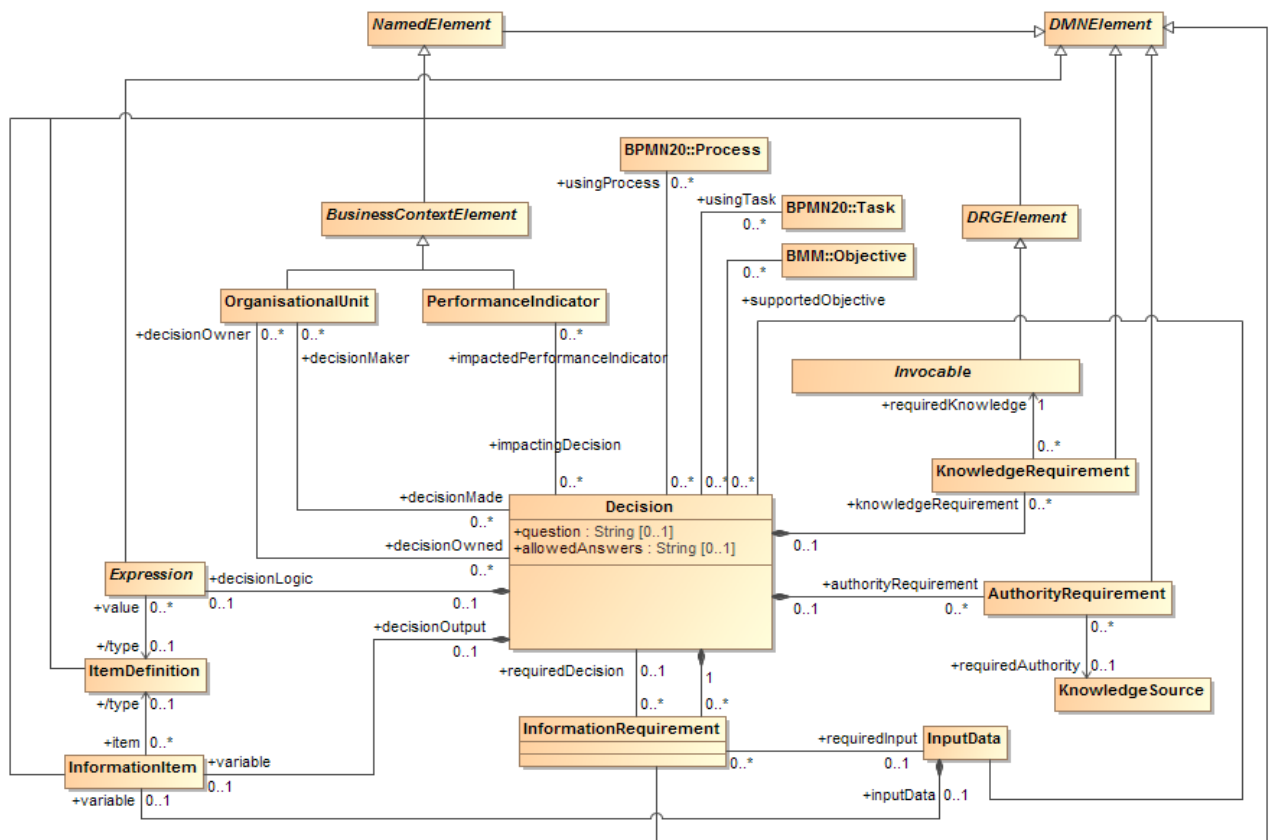 NamedElement
DMNElement
BPMN20::Process
+usingProcess
0..*
+usingTask
BPMN20::Task
0..*
BusinessContextElement
DRGElement
BMM::Objective
0..*
+supportedObjective
OrganisationalUnit
PerformanceIndicator
+decisionOwner
0..*
0..*
0..*
+decisionMaker
+impactedPerformanceIndicator
Invocable
+requiredKnowledge
1
+impactingDecision
0..*
KnowledgeRequirement
0..*
0..*
0..*
0..*
+decisionMade
0..*
Decision
+knowledgeRequirement
0..*
+question : String [0..1]
+allowedAnswers : String [0..1]
0..1
+decisionOwned
0..*
Expression
+decisionLogic
0..1
0..1
+value
0..*
+authorityRequirement
0..1
0..*
AuthorityRequirement
0..*
+decisionOutput
0..1
+/type
0..1
ItemDefinition
+requiredDecision
0..1
1
+requiredAuthority
0..1
KnowledgeSource
+/type
0..1
0..*
0..*
+item
0..*
InformationRequirement
+requiredInput
InputData
InformationItem
+variable
0..1
0..*
0..1
+variable
0..1
+inputData
0..1